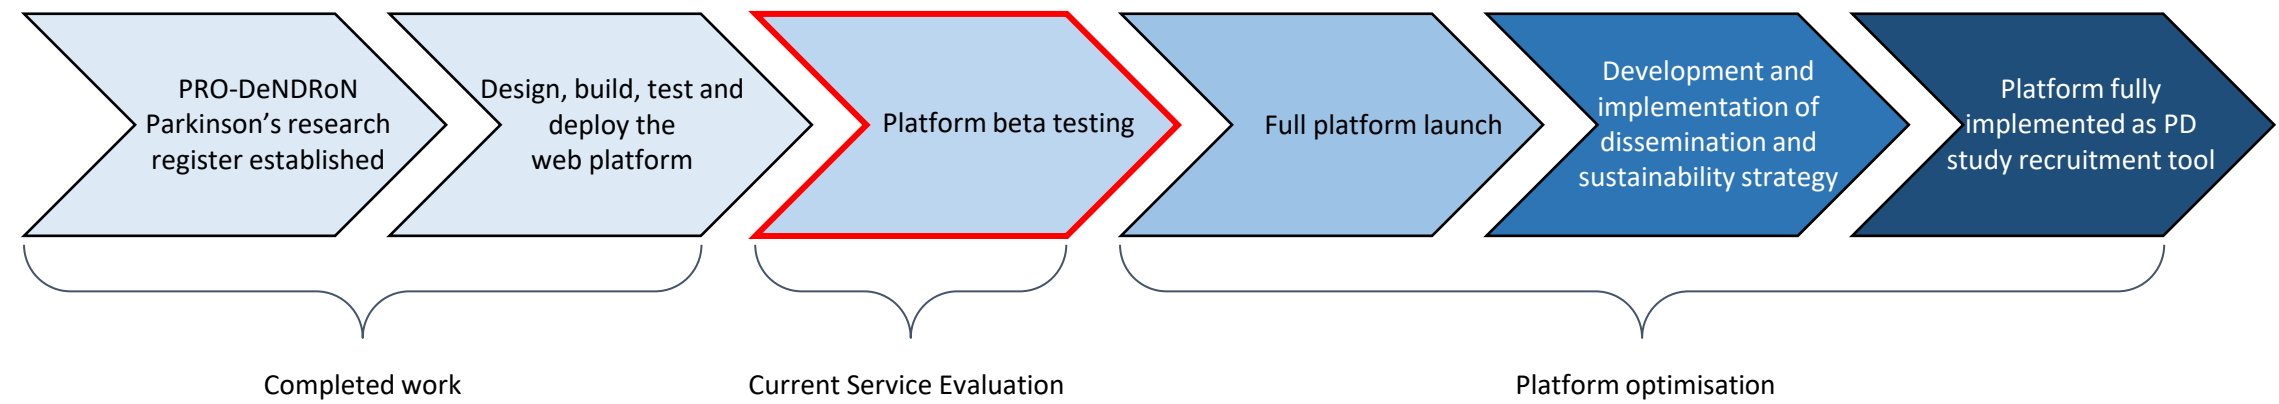 PRO-DeNDRoN
Parkinson's research
register established
Design, build, test and
deploy the
web platform
Platform beta testing
Full platform launch
Development and
implementation of
dissemination and
sustainability strategy
Platform fully
implemented as PD
study recruitment tool
Completed work
Current Service Evaluation
Platform optimisation